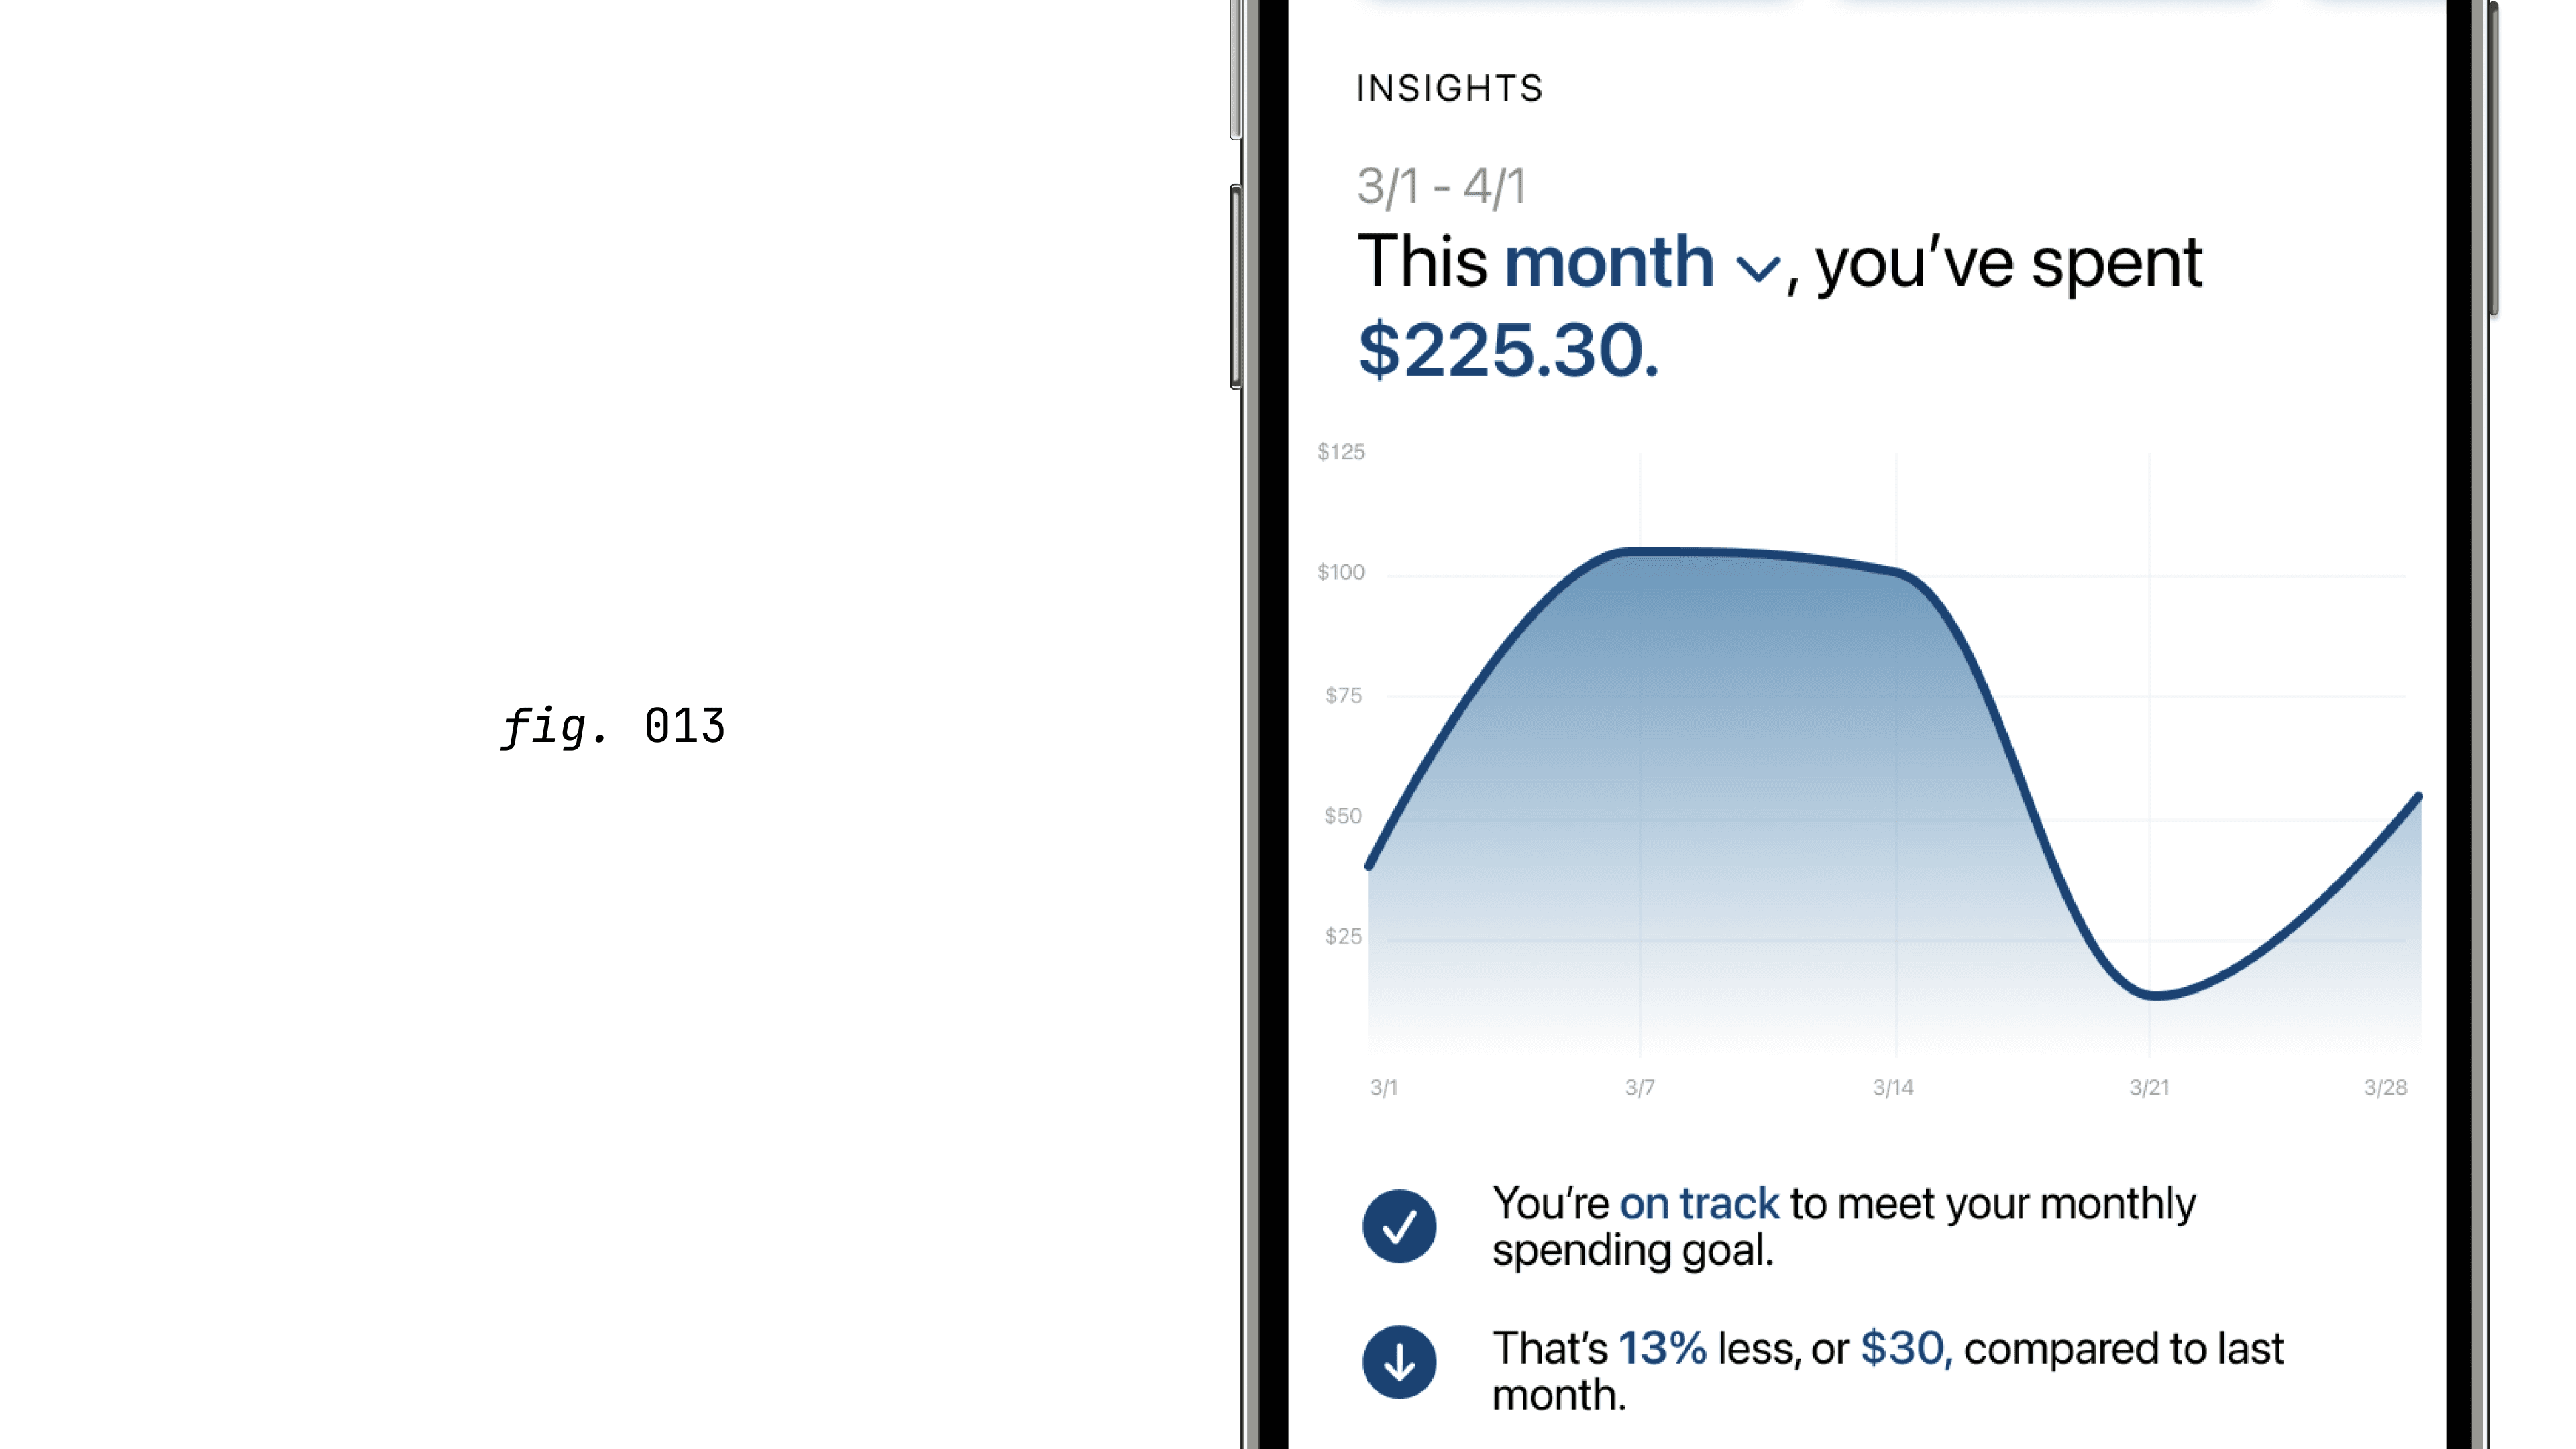 fig. 013
INSIGHTS
3/1 - 4/1
This month , you’ve spent
$225.30.
$125
$100
$75
$50
$25
3/1 3/7 3/14 3/21 3/28
You’re on track to meet your monthly
spending goal.
That’s 13% less, or $30, compared to last
month.